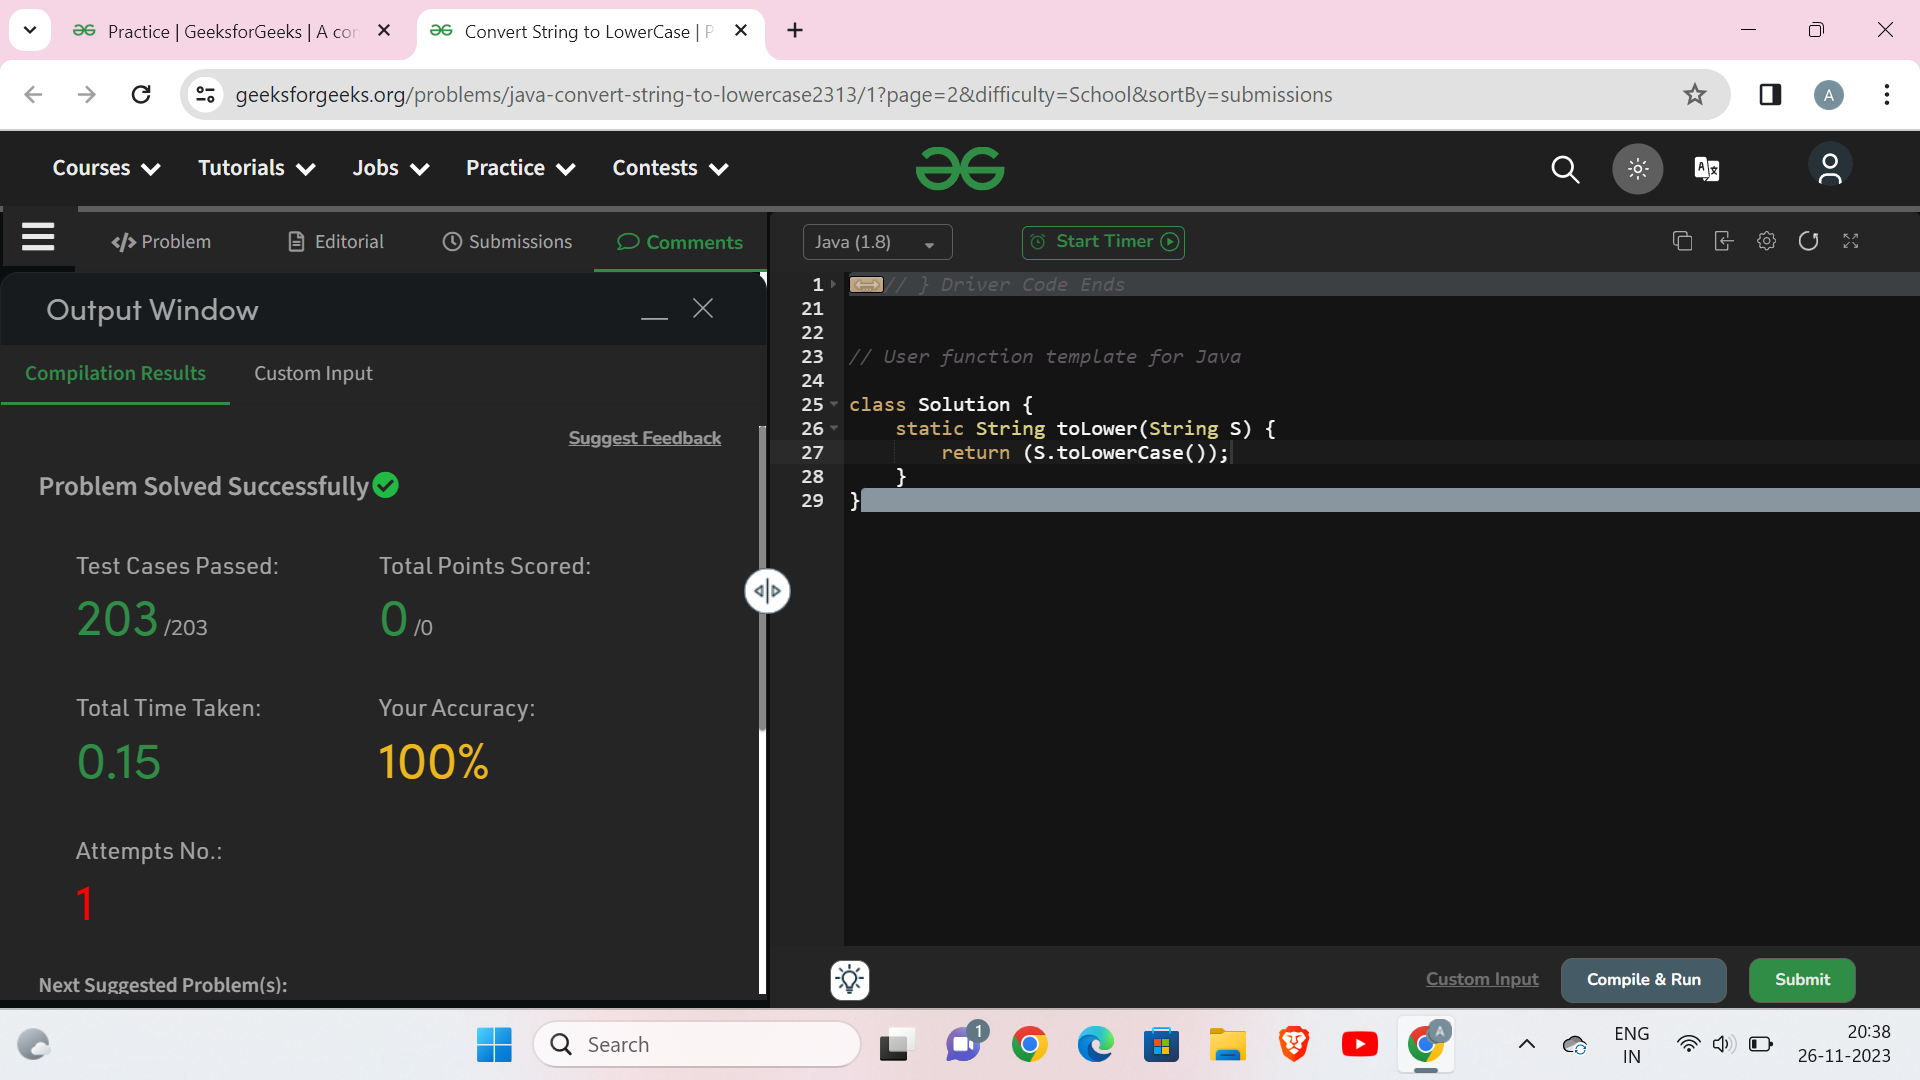 Practice | GeeksforGeeks | A cor
Convert String to LowerCase | P
geeksforgeeks.org/problems/java-convert-string-to-lowercase2313/1?page=2&difficulty=School&sortBy=submissions
A
Courses Tutorials Jobs Practice Contests
Problem Editorial Submissions Comments
Java (1.8) Start Timer
Output Window
Compilation Results Custom Input
Suggest Feedback
Problem Solved Successfully
Test Cases Passed: Total Points Scored:
203 /203 0 /0
Total Time Taken: Your Accuracy:
0.15 100%
Attempts No.:
1
Next Suggested Problem(s):
1 // } Driver Code Ends
21
22
23 // User function template for Java
24
25 class Solution {
26 static String toLower(String S) {
27 return (S.toLowerCase());
28 }
29 }
Custom Input Compile & Run Submit
Search
1
A
ENG
IN
20:38
26-11-2023